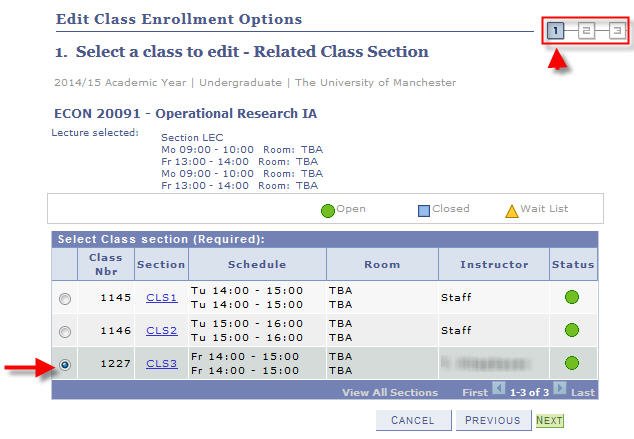 Edit Class Enrollment Options
1 2 3
1. Select a class to edit - Related Class Section
2014/15 Academic Year | Undergraduate | The University of Manchester
ECON 20091 - Operational Research IA
Lecture selected:
Section LEC
Mo 09:00 - 10:00 Room: TBA
Fr 13:00 - 14:00 Room: TBA
Mo 09:00 - 10:00 Room: TBA
Fr 13:00 - 14:00 Room: TBA
Open Closed Wait List
Select Class section (Required):
Class Nbr Section Schedule Room Instructor Status
1145 CLS1 Tu 14:00 - 15:00 TBA Staff
Tu 14:00 - 15:00 TBA
1146 CLS2 Tu 15:00 - 16:00 TBA Staff
Tu 15:00 - 16:00 TBA
1227 CLS3 Fr 14:00 - 15:00 TBA
Fr 14:00 - 15:00 TBA
View All Sections First 1-3 of 3 Last
CANCEL PREVIOUS NEXT